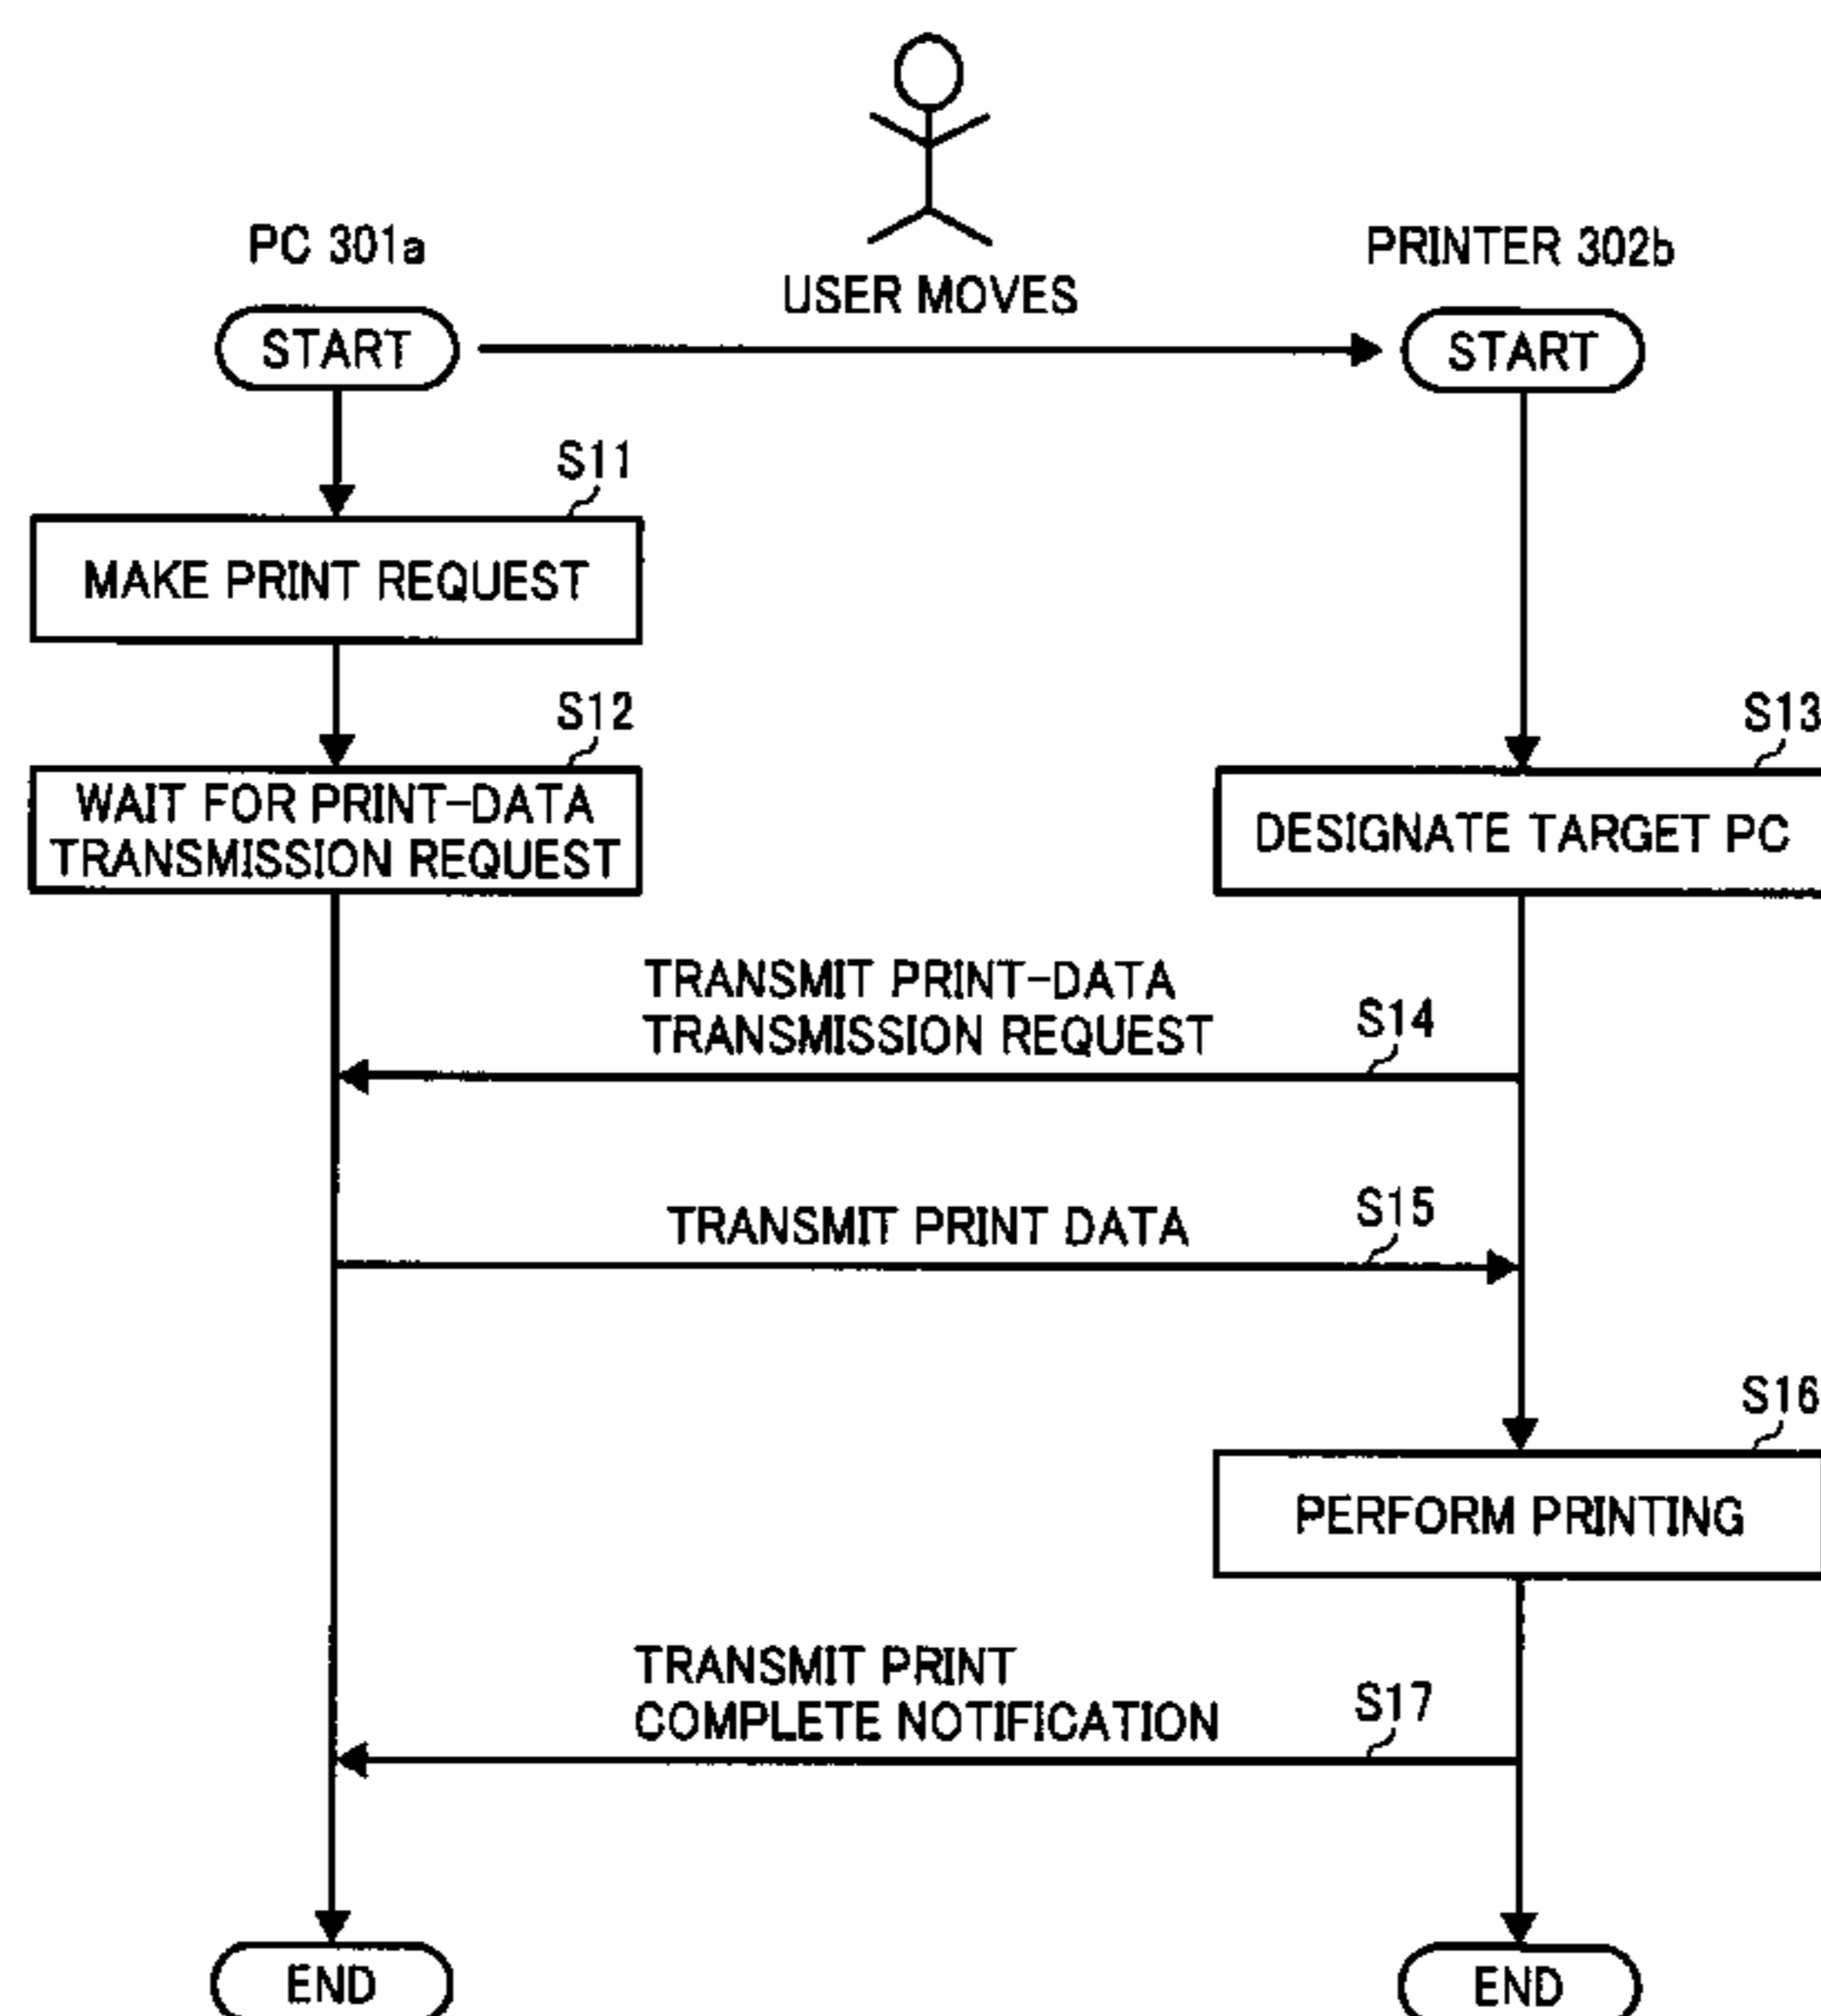 PC 301a
USER MOVES
PRINTER 302b
START
START
S11
MAKE PRINT REQUEST
S12
WAIT FOR PRINT-DATA
TRANSMISSION REQUEST
S13
DESIGNATE TARGET PC
TRANSMIT PRINT-DATA
TRANSMISSION REQUEST
S14
TRANSMIT PRINT DATA
S15
S16
PERFORM PRINTING
TRANSMIT PRINT
COMPLETE NOTIFICATION
S17
END
END